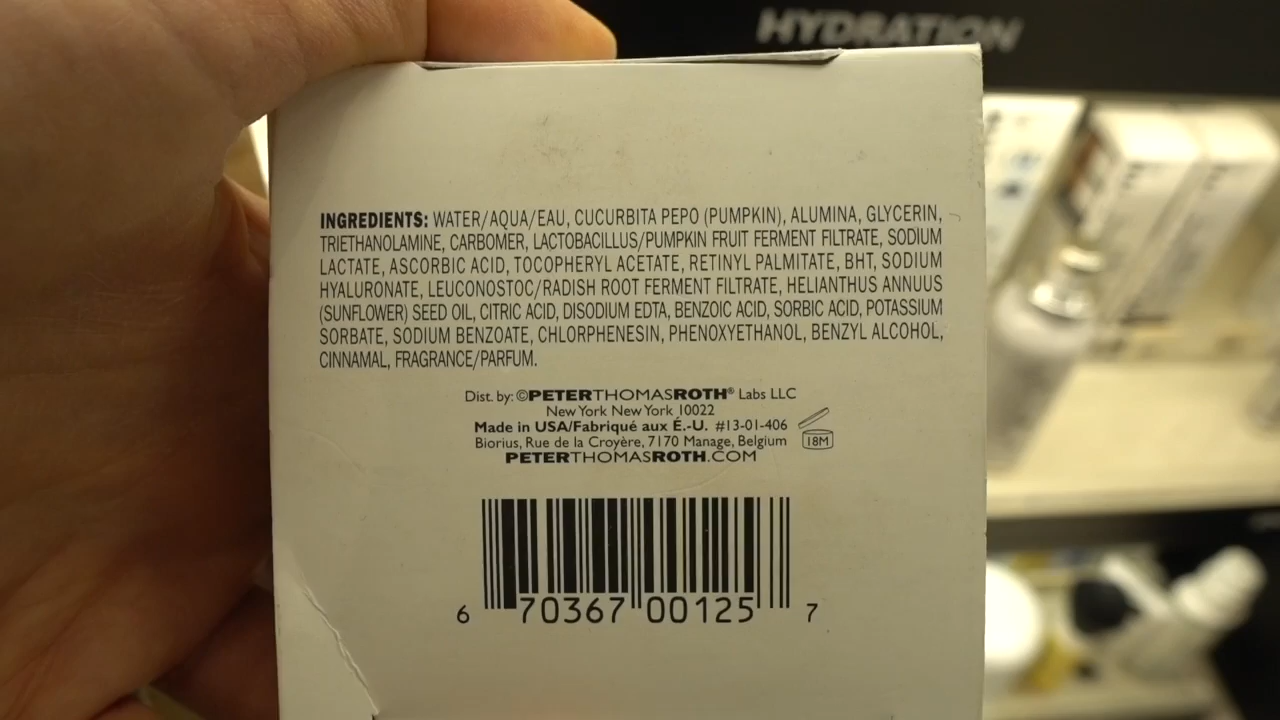 HYDRATION
INGREDIENTS: WATER/AQUA/EAU, CUCURBITA PEPO (PUMPKIN), ALUMINA, GLYCERIN,
TRIETHANOLAMINE, CARBOMER, LACTOBACILLUS/PUMPKIN FRUIT FERMENT FILTRATE, SODIUM
LACTATE, ASCORBIC ACID, TOCOPHERYL ACETATE, RETINYL PALMITATE, BHT, SODIUM
HYALURONATE, LEUCONOSTOC/RADISH ROOT FERMENT FILTRATE, HELIANTHUS ANNUUS
(SUNFLOWER) SEED OIL, CITRIC ACID, DISODIUM EDTA, BENZOIC ACID, SORBIC ACID, POTASSIUM
SORBATE, SODIUM BENZOATE, CHLORPHENESIN, PHENOXYETHANOL, BENZYL ALCOHOL,
CINNAMAL, FRAGRANCE/PARFUM.
Dist. by: ©PETERTHOMASROTH® Labs LLC
New York New York 10022
Made in USA/Fabriqué aux É.-U. #13-01-406
Biorius, Rue de la Croyère, 7170 Manage, Belgium
18M
PETERTHOMASROTH.COM
6 70367 00125 7